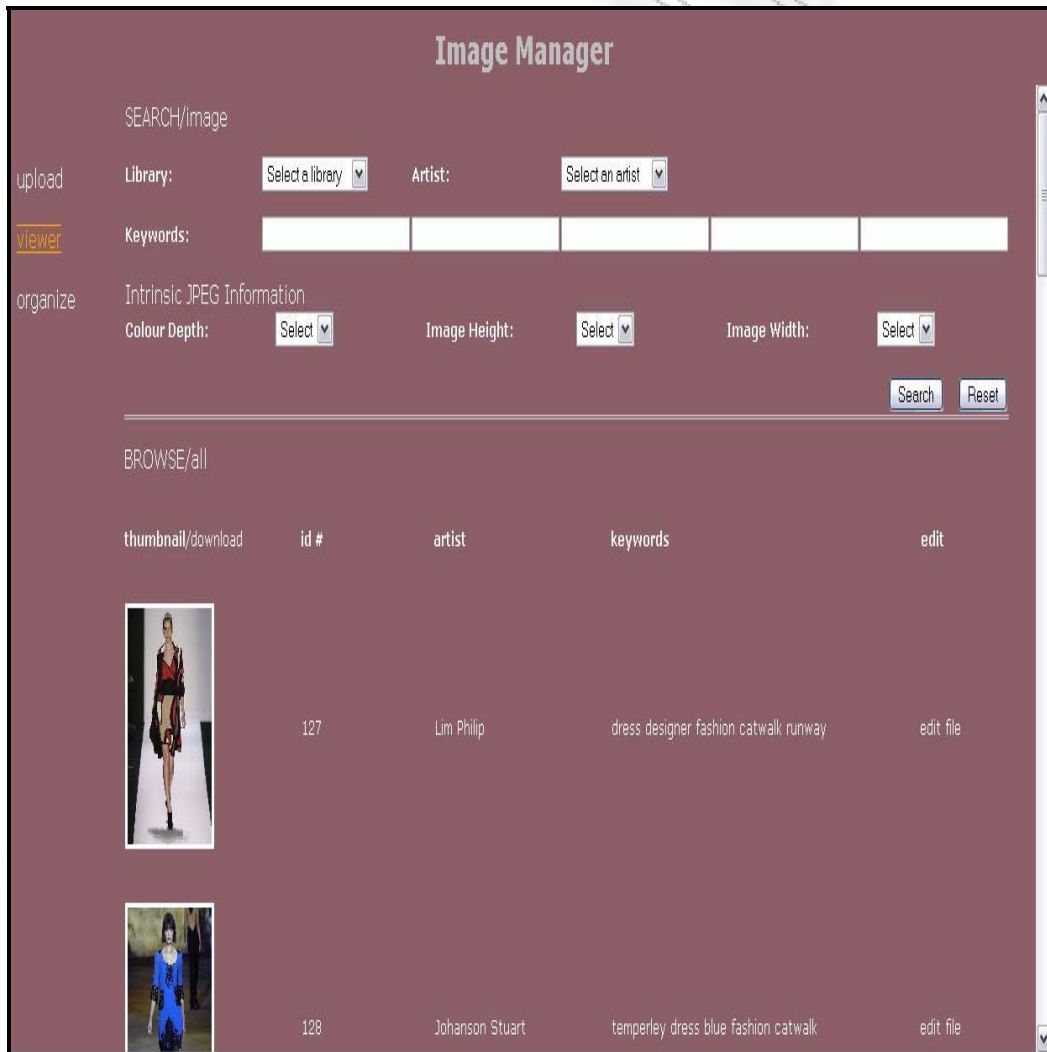 Image Manager
SEARCH/image
upload
Library: Select a library Artist: Select an artist
viewer
Keywords:
organize
Intrinsic JPEG Information
Colour Depth: Select Image Height: Select Image Width: Select
Search Reset
BROWSE/all
thumbnail/download id # artist keywords edit
127 Lim Philip dress designer fashion catwalk runway edit file
128 Johanson Stuart temperley dress blue fashion catwalk edit file